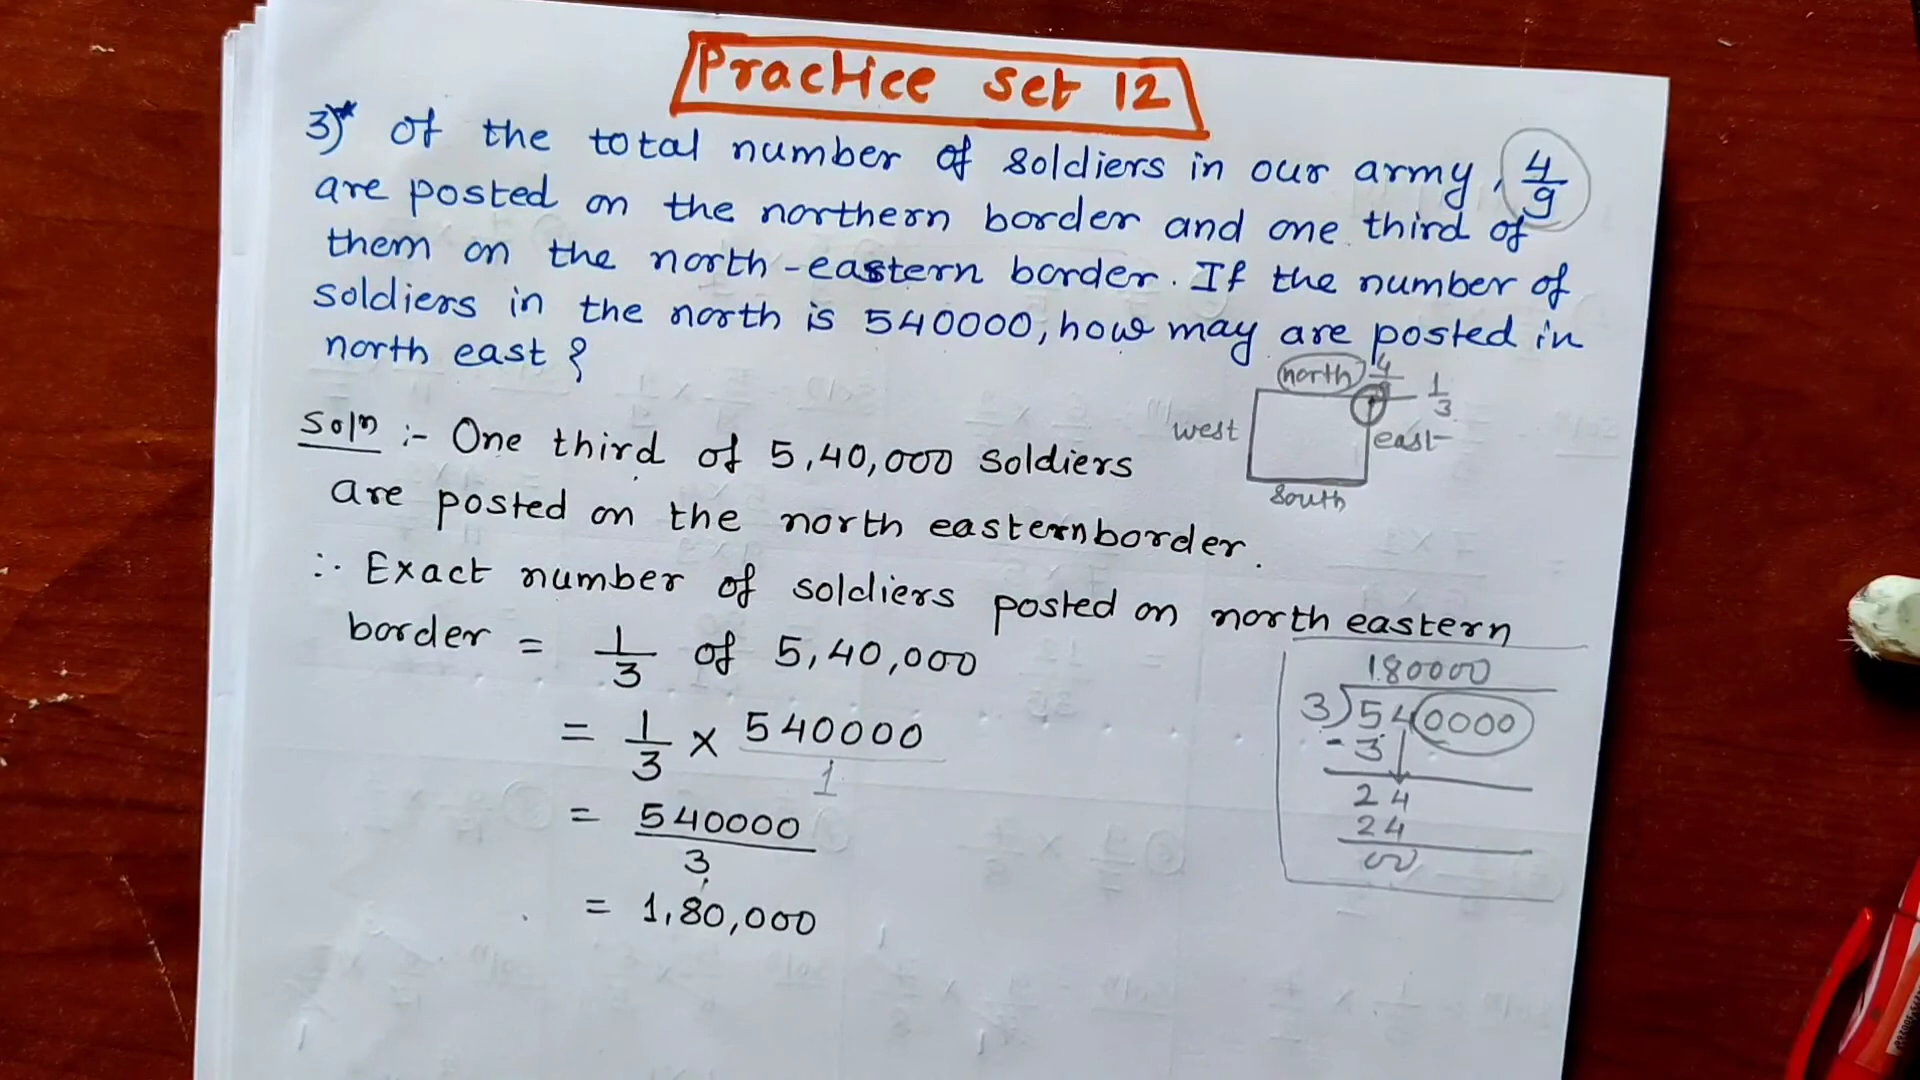 Practice Set 12
3)* Of the total number of soldiers in our army, 4/9
are posted on the northern border and one third of
them on the north-eastern border. If the number of
soldiers in the north is 540000, how may are posted in
north east ?
north 4/9 1/3
west
east
south
Soln :- One third of 5,40,000 soldiers
are posted on the north eastern border.
∴ Exact number of soldiers posted on north eastern
border = 1/3 of 5,40,000
= 1/3 × 540000/1
= 540000/3
= 1,80,000
180000
3)540000
-3
24
24
00